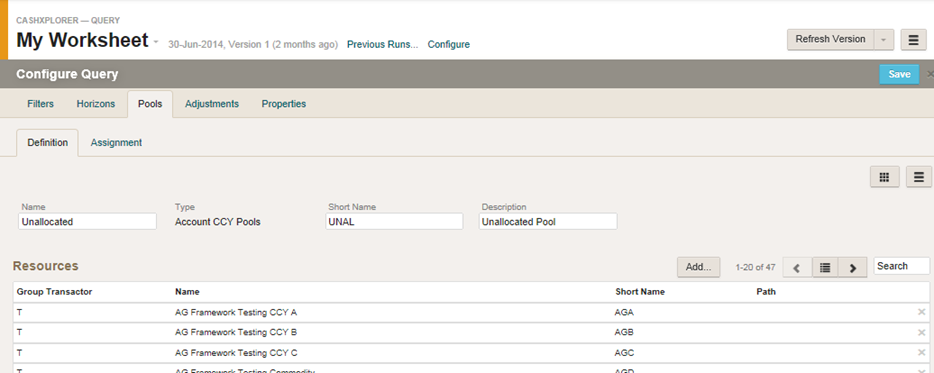 CASHXPLORER — QUERY
My Worksheet 30-Jun-2014, Version 1 (2 months ago) Previous Runs... Configure Refresh Version
Configure Query Save
Filters Horizons Pools Adjustments Properties
Definition Assignment
Name Type Short Name Description
Unallocated Account CCY Pools UNAL Unallocated Pool
Resources Add... 1-20 of 47 Search
Group Transactor Name Short Name Path
T AG Framework Testing CCY A AGA
T AG Framework Testing CCY B AGB
T AG Framework Testing CCY C AGC
T AG Framework Testing Commodity AGD